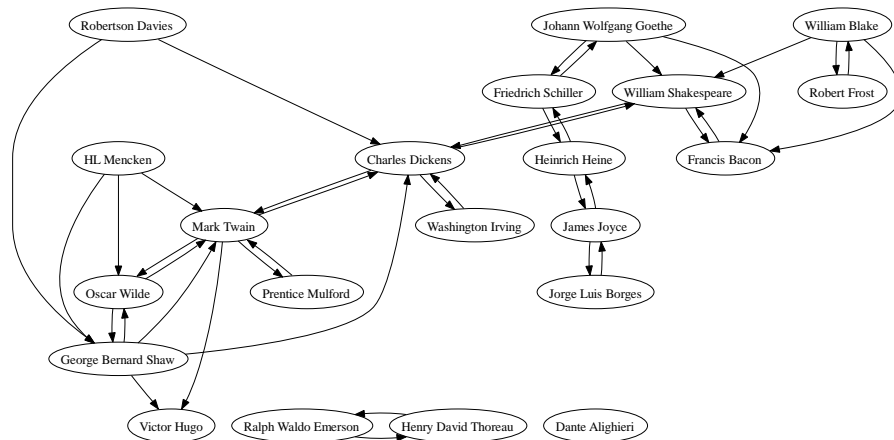 Robertson Davies
Johann Wolfgang Goethe
William Blake
Friedrich Schiller
William Shakespeare
Robert Frost
HL Mencken
Charles Dickens
Heinrich Heine
Francis Bacon
Mark Twain
Washington Irving
James Joyce
Oscar Wilde
Prentice Mulford
Jorge Luis Borges
George Bernard Shaw
Victor Hugo
Ralph Waldo Emerson
Henry David Thoreau
Dante Alighieri